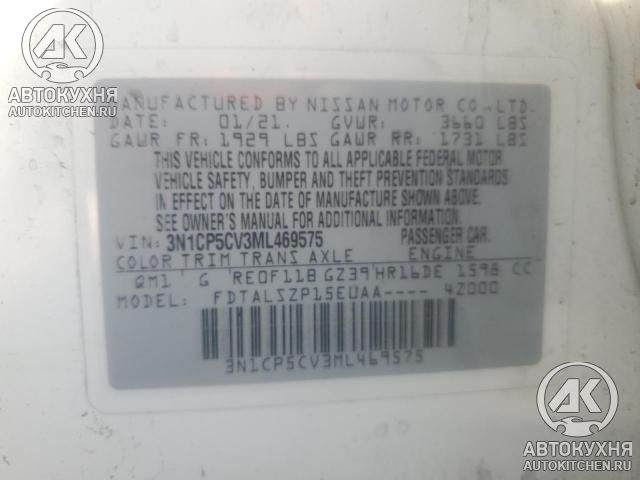 АК
АВТОКУХНЯ
AUTOKITCHEN.RU
MANUFACTURED BY NISSAN MOTOR CO.,LTD.
DATE: 01/21. GVWR: 3660 LBS
GAWR FR: 1929 LBS GAWR RR: 1731 LBS
THIS VEHICLE CONFORMS TO ALL APPLICABLE FEDERAL MOTOR
VEHICLE SAFETY, BUMPER AND THEFT PREVENTION STANDARDS
IN EFFECT ON THE DATE OF MANUFACTURE SHOWN ABOVE.
SEE OWNER'S MANUAL FOR ADDITIONAL INFORMATION.
VIN: 3N1CP5CV3ML469575 PASSENGER CAR.
COLOR TRIM TRANS AXLE ENGINE
QM1 G RE0F11B GZ39 HR16DE 1598 CC
MODEL FDTALSZP15EUAA---- 4Z000
3N1CP5CV3ML469575
АК
АВТОКУХНЯ
AUTOKITCHEN.RU